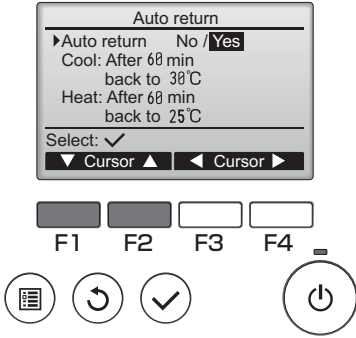 Auto return
Auto return No / Yes
Cool: After 60 min
back to 30°C
Heat: After 60 min
back to 25°C
Select: ✓
▼ Cursor ▲ ◀ Cursor ▶
F1 F2 F3 F4